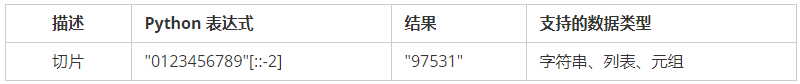 描述 Python 表达式 结果 支持的数据类型
切片 "0123456789"[::-2] "97531" 字符串、列表、元组